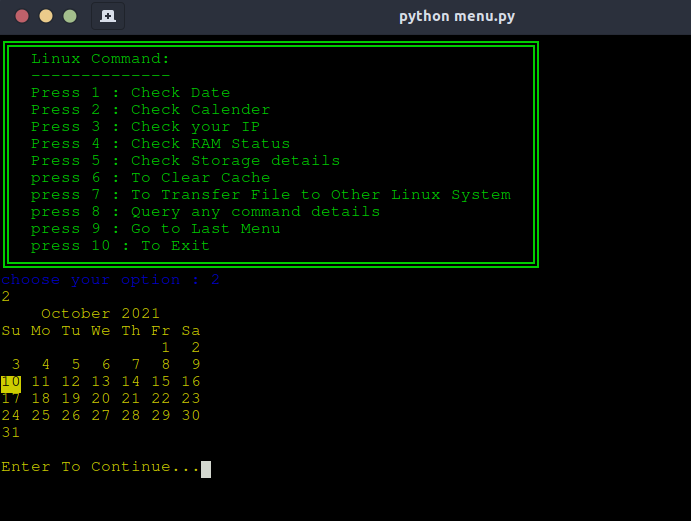 python menu.py
Linux Command:
--------------
Press 1 : Check Date
Press 2 : Check Calender
Press 3 : Check your IP
Press 4 : Check RAM Status
Press 5 : Check Storage details
press 6 : To Clear Cache
press 7 : To Transfer File to Other Linux System
press 8 : Query any command details
press 9 : Go to Last Menu
press 10 : To Exit
choose your option : 2
2
October 2021
Su Mo Tu We Th Fr Sa
1 2
3 4 5 6 7 8 9
10 11 12 13 14 15 16
17 18 19 20 21 22 23
24 25 26 27 28 29 30
31
Enter To Continue...